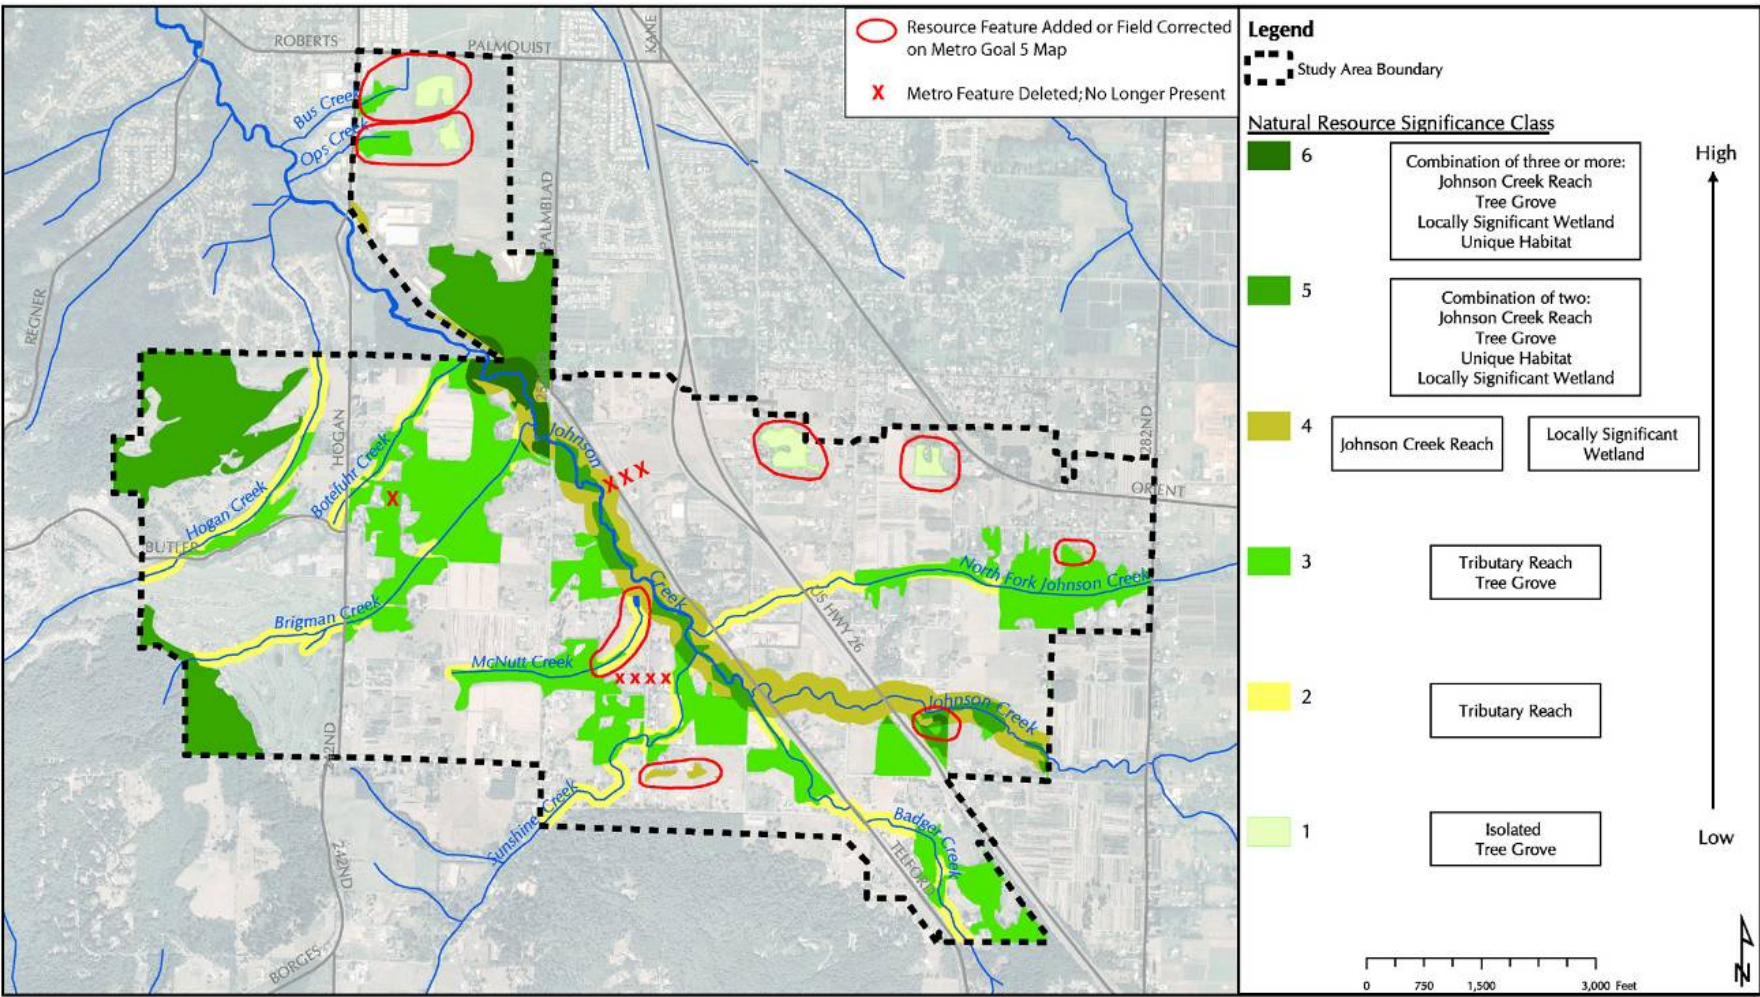 ROBERTS
PALMQUIST
KANE
Bus Creek
Ops Creek
PALMBLAD
REGNER
HOGAN
Hogan Creek
Botefuhr Creek
BUTLER
Brigman Creek
McNutt Creek
Johnson
Creek
282ND
ORIENT
North Fork Johnson Creek
US HWY 26
Johnson Creek
Sunshine Creek
Badger Creek
TELFORD
242ND
BORGES
X
X X X
X X X X
Resource Feature Added or Field Corrected
on Metro Goal 5 Map
X Metro Feature Deleted; No Longer Present
Legend
Study Area Boundary
Natural Resource Significance Class
High
6
Combination of three or more:
Johnson Creek Reach
Tree Grove
Locally Significant Wetland
Unique Habitat
5
Combination of two:
Johnson Creek Reach
Tree Grove
Unique Habitat
Locally Significant Wetland
4
Johnson Creek Reach
Locally Significant
Wetland
3
Tributary Reach
Tree Grove
2
Tributary Reach
1
Isolated
Tree Grove
Low
N
0 750 1,500 3,000 Feet